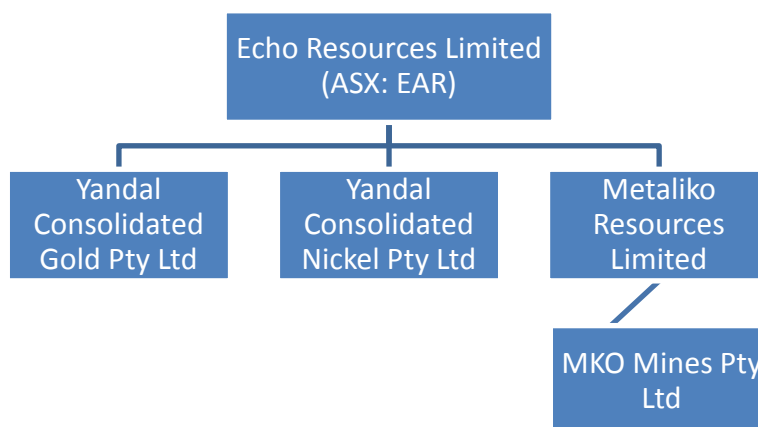 Echo Resources Limited
(ASX: EAR)
Yandal
Consolidated
Gold Pty Ltd
Yandal
Consolidated
Nickel Pty Ltd
Metaliko
Resources
Limited
MKO Mines Pty
Ltd